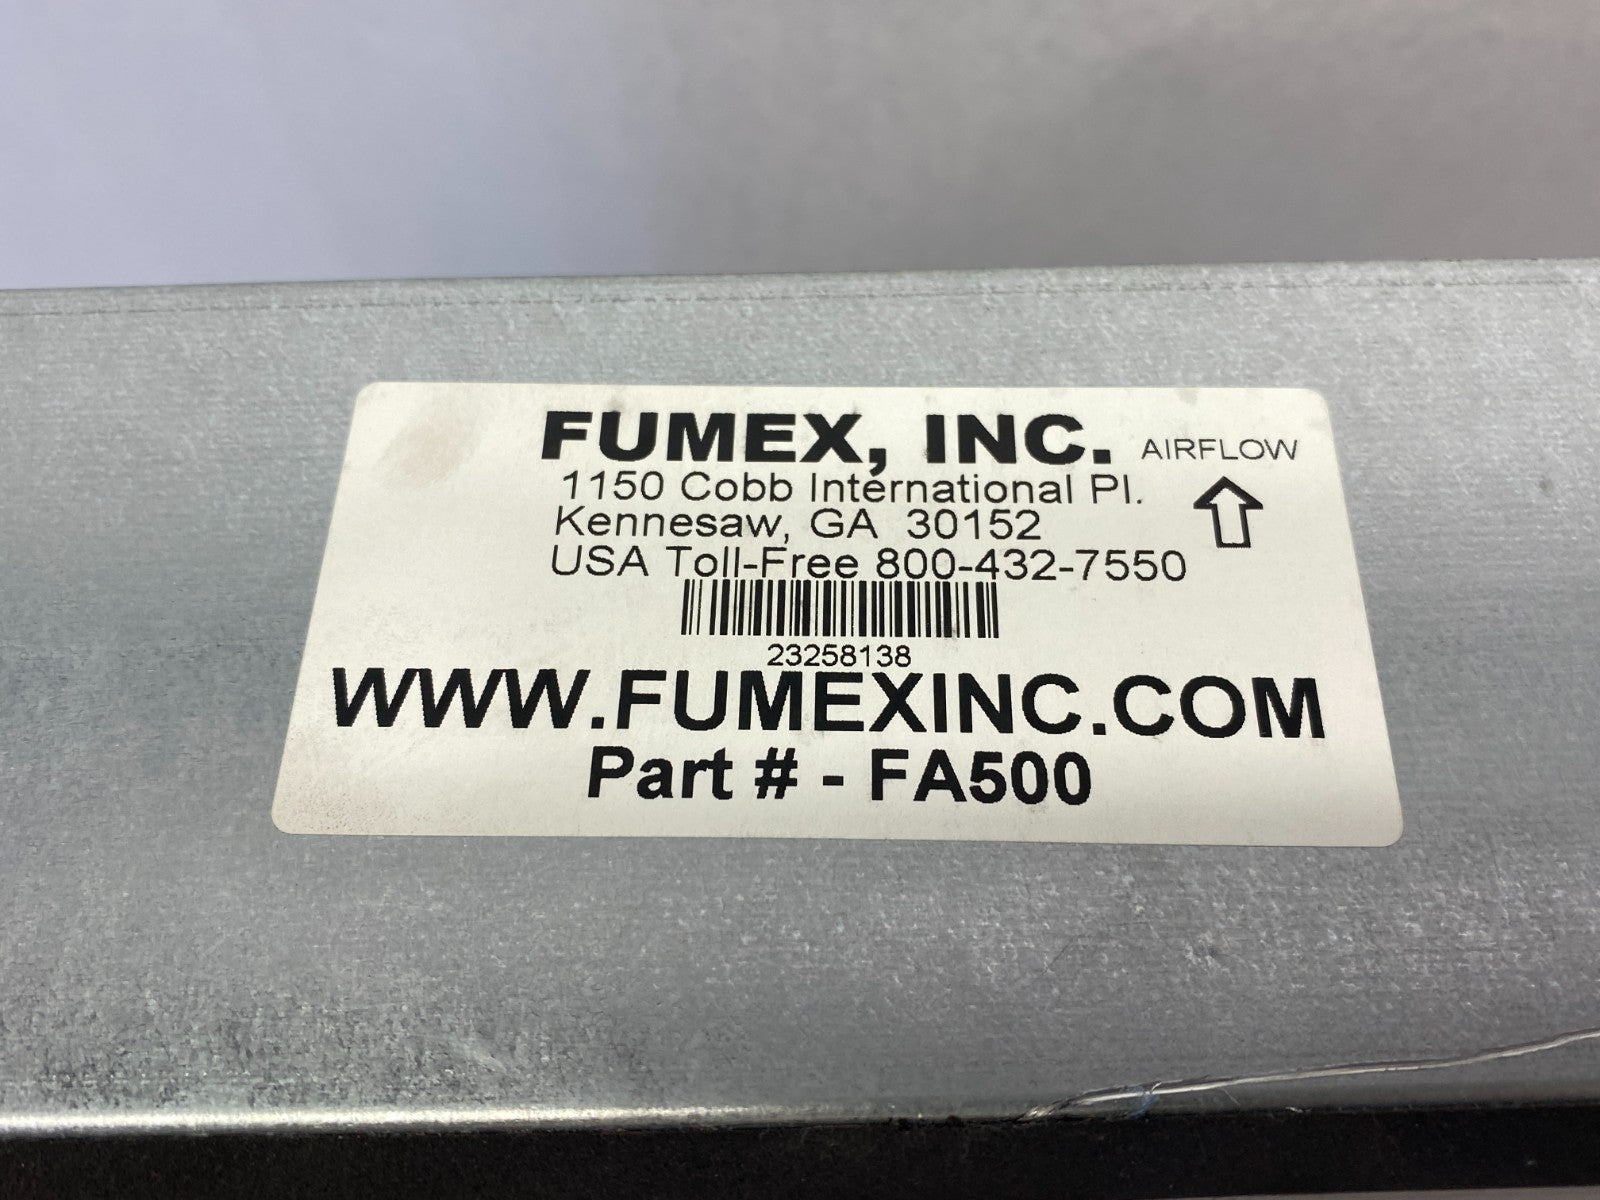 FUMEX, INC. AIRFLOW
1150 Cobb International Pl.
Kennesaw, GA 30152
USA Toll-Free 800-432-7550
23258138
WWW.FUMEXINC.COM
Part # - FA500